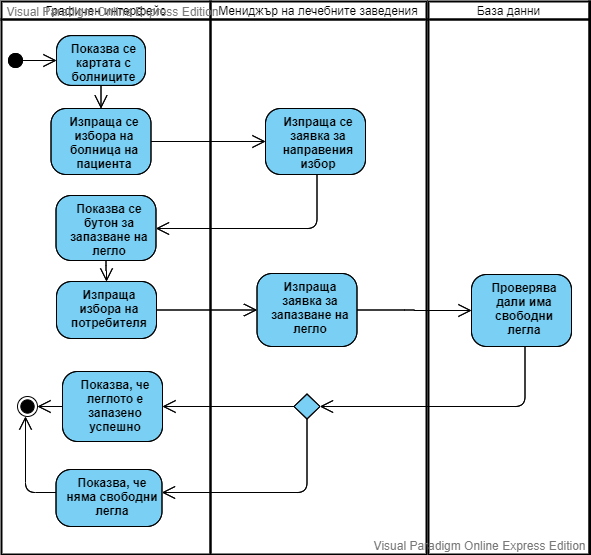 Visual Paradigm Online Express Edition
Графичен интерфейс
Мениджър на лечебните заведения
База данни
Показва се
картата с
болниците
Изпраща се
избора на
болница на
пациента
Изпраща се
заявка за
направения
избор
Показва се
бутон за
запазване на
легло
Изпраща
избора на
потребителя
Изпраща
заявка за
запазване на
легло
Проверява
дали има
свободни
легла
Показва, че
леглото е
запазено
успешно
Показва, че
няма свободни
легла
Visual Paradigm Online Express Edition